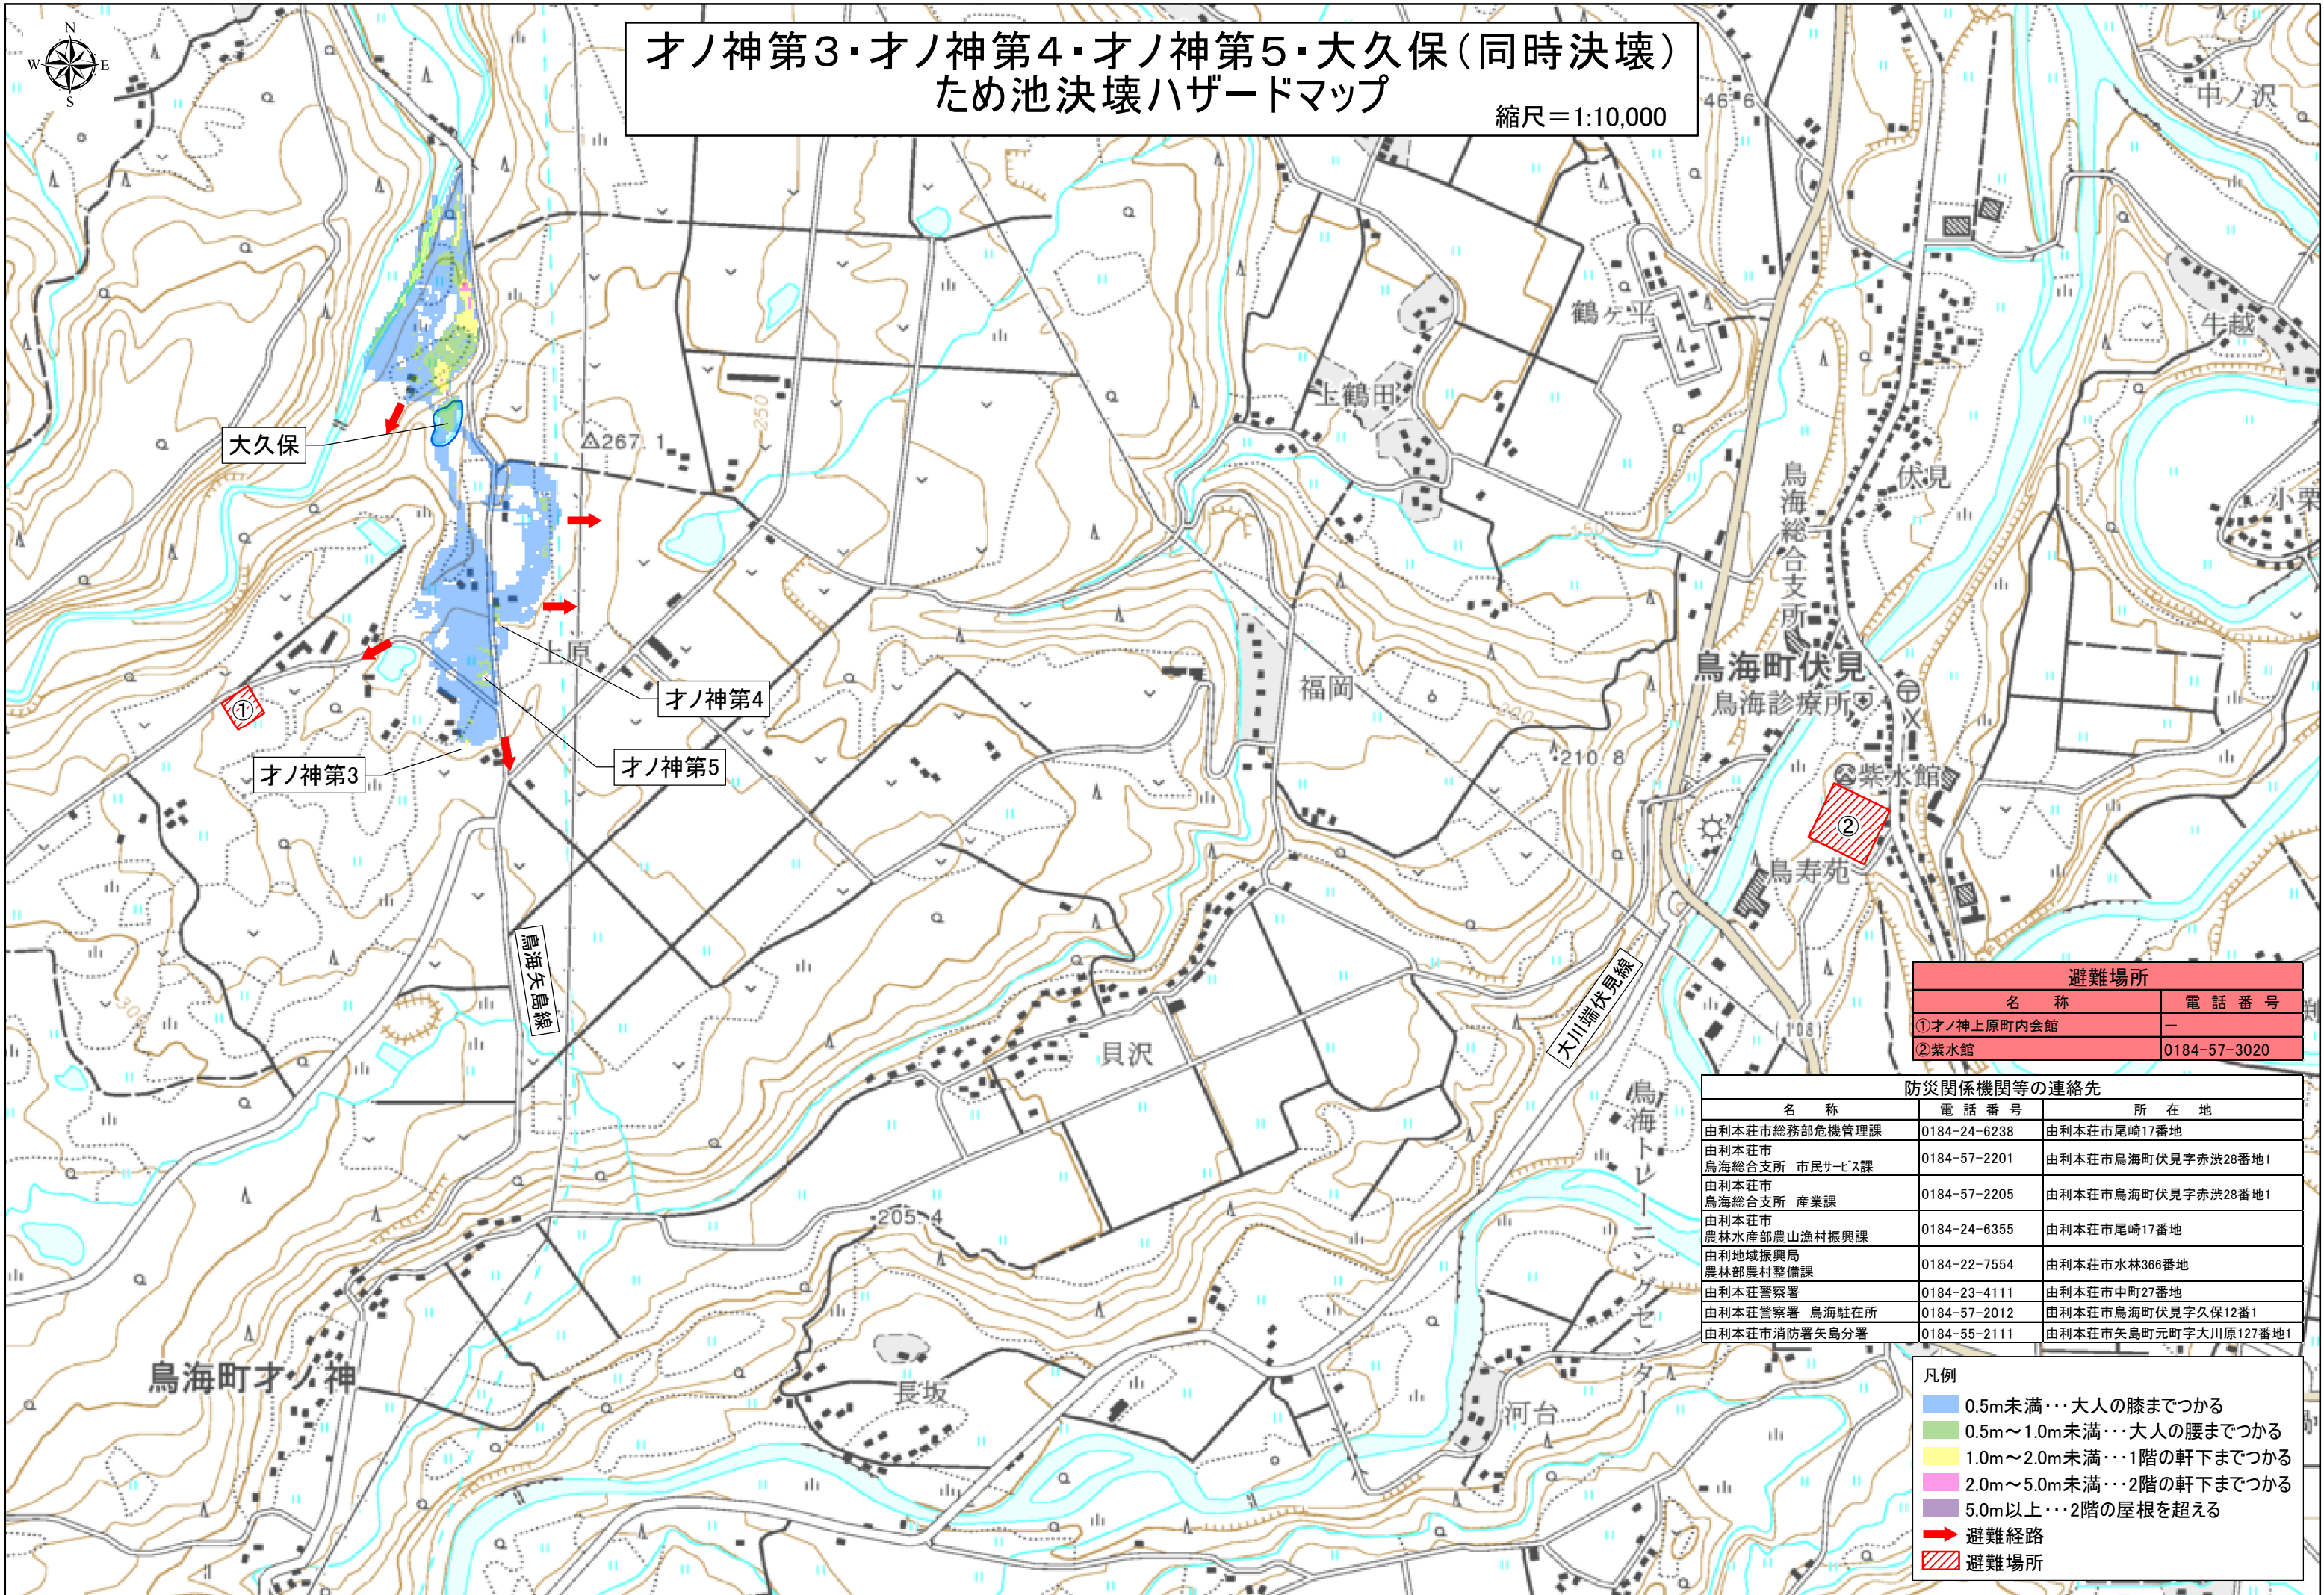 才ノ神第3・才ノ神第4・才ノ神第5・大久保(同時決壊)
ため池決壊ハザードマップ
縮尺＝1:10,000
N
W
E
S
46.6
中ノ沢
鶴ヶ平
牛越
上鶴田
大久保
267.1
250
伏見
小栗
鳥海総合支所
150
上原
才ノ神第4
福岡
200
鳥海町伏見
鳥海診療所
才ノ神第5
才ノ神第3
①
210.8
紫水館
②
鳥寿苑
鳥海矢島線
大川端伏見線
300
貝沢
(108)
鳥海トレーニングセンター
205.4
鳥海町才ノ神
長坂
河台
避難場所
名 称 電話番号
①才ノ神上原町内会館 －
②紫水館 0184-57-3020
防災関係機関等の連絡先
名 称 電話番号 所在地
由利本荘市総務部危機管理課 0184-24-6238 由利本荘市尾崎17番地
由利本荘市
鳥海総合支所 市民サービス課 0184-57-2201 由利本荘市鳥海町伏見字赤渋28番地1
由利本荘市
鳥海総合支所 産業課 0184-57-2205 由利本荘市鳥海町伏見字赤渋28番地1
由利本荘市
農林水産部農山漁村振興課 0184-24-6355 由利本荘市尾崎17番地
由利地域振興局
農林部農村整備課 0184-22-7554 由利本荘市水林366番地
由利本荘警察署 0184-23-4111 由利本荘市中町27番地
由利本荘警察署 鳥海駐在所 0184-57-2012 由利本荘市鳥海町伏見字久保12番1
由利本荘市消防署矢島分署 0184-55-2111 由利本荘市矢島町元町字大川原127番地1
凡例
0.5m未満･･･大人の膝までつかる
0.5m～1.0m未満･･･大人の腰までつかる
1.0m～2.0m未満･･･1階の軒下までつかる
2.0m～5.0m未満･･･2階の軒下までつかる
5.0m以上･･･2階の屋根を超える
避難経路
避難場所